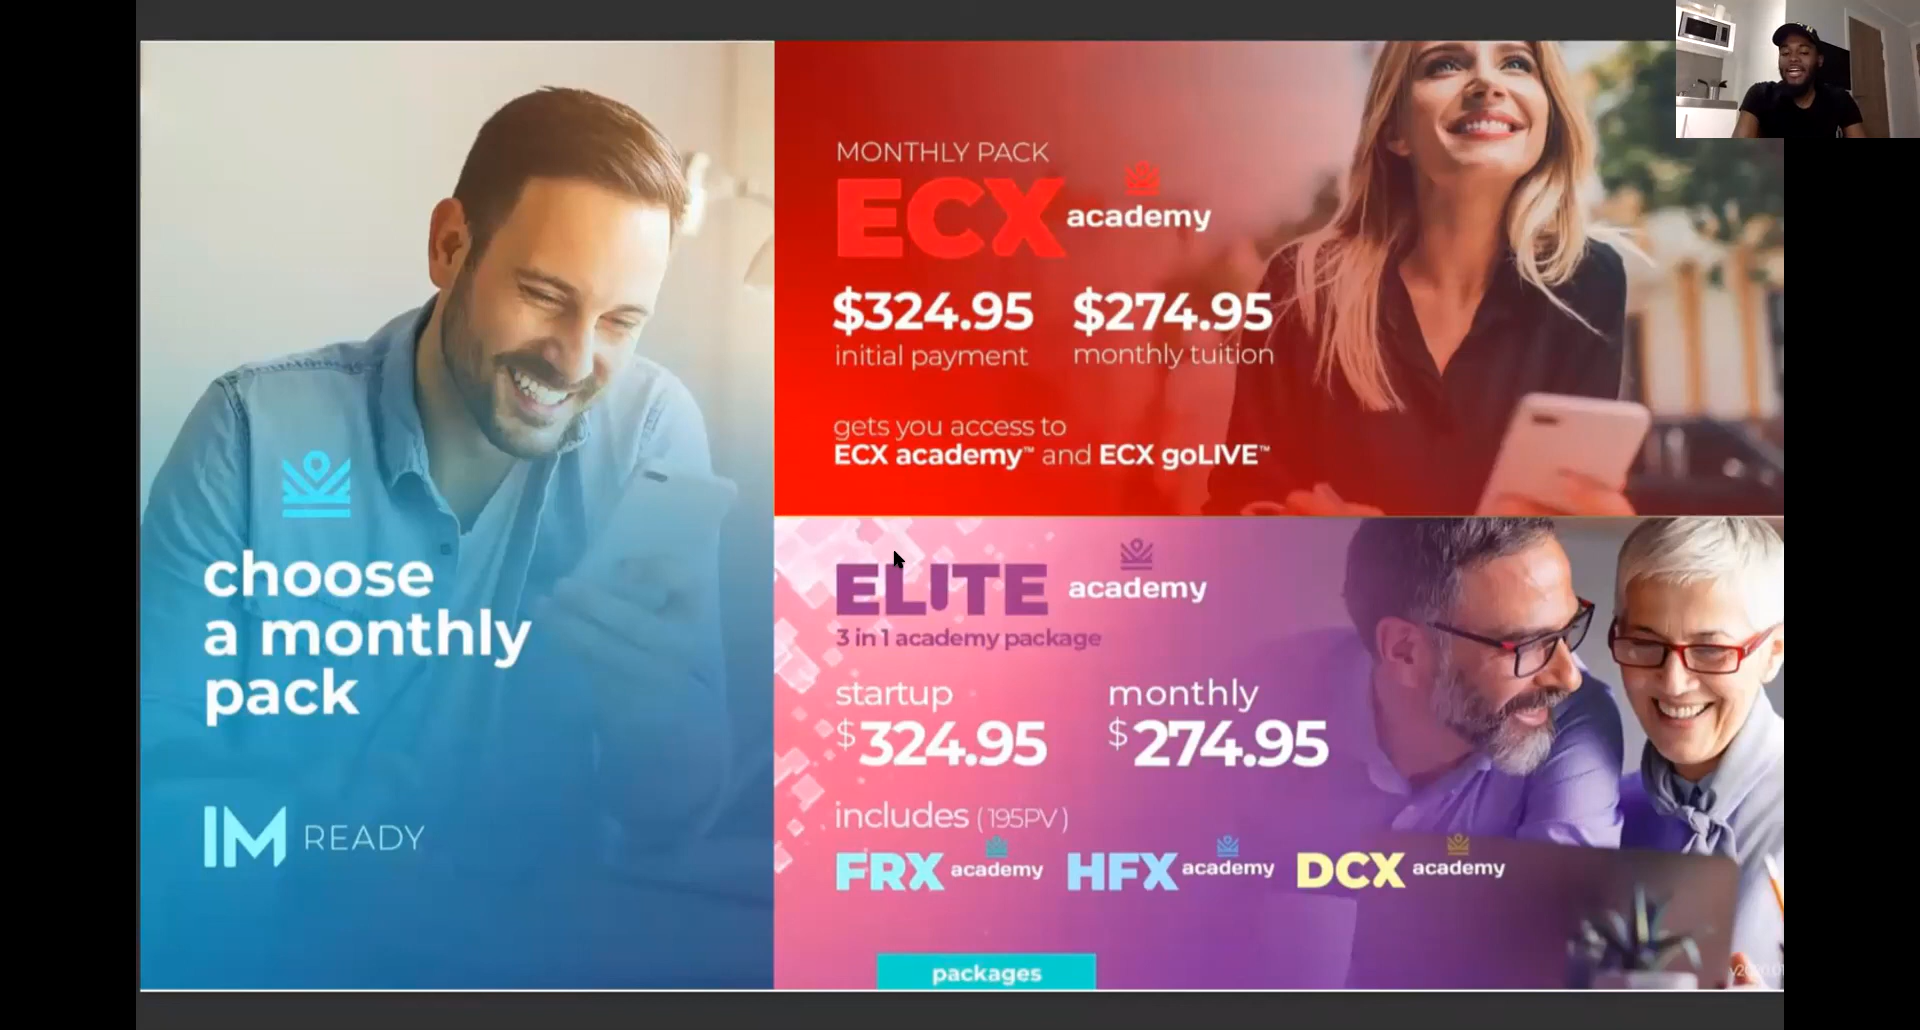 choose
a monthly
pack
IM READY
MONTHLY PACK
ECX academy
$324.95 $274.95
initial payment monthly tuition
gets you access to
ECX academy™ and ECX goLIVE™
ELITE academy
3 in 1 academy package
startup monthly
$324.95 $274.95
includes (195PV)
FRX academy HFX academy DCX academy
packages